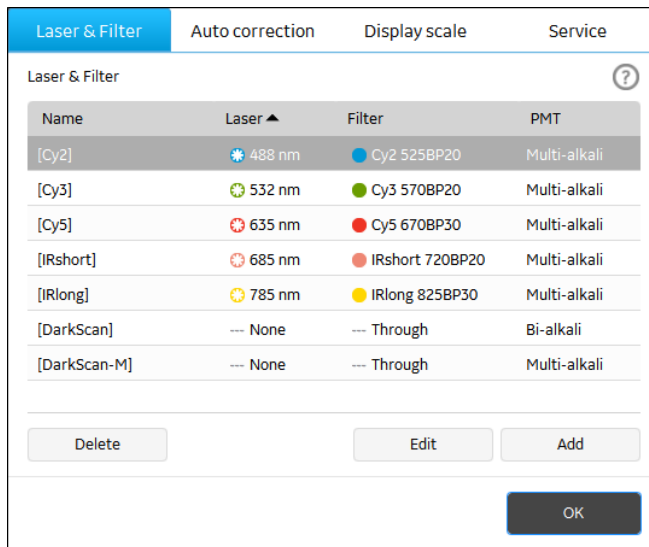 Laser & Filter Auto correction Display scale Service
Laser & Filter ?
Name Laser Filter PMT
[Cy2] 488 nm Cy2 525BP20 Multi-alkali
[Cy3] 532 nm Cy3 570BP20 Multi-alkali
[Cy5] 635 nm Cy5 670BP30 Multi-alkali
[IRshort] 685 nm IRshort 720BP20 Multi-alkali
[IRlong] 785 nm IRlong 825BP30 Multi-alkali
[DarkScan] --- None --- Through Bi-alkali
[DarkScan-M] --- None --- Through Multi-alkali
Delete Edit Add
OK